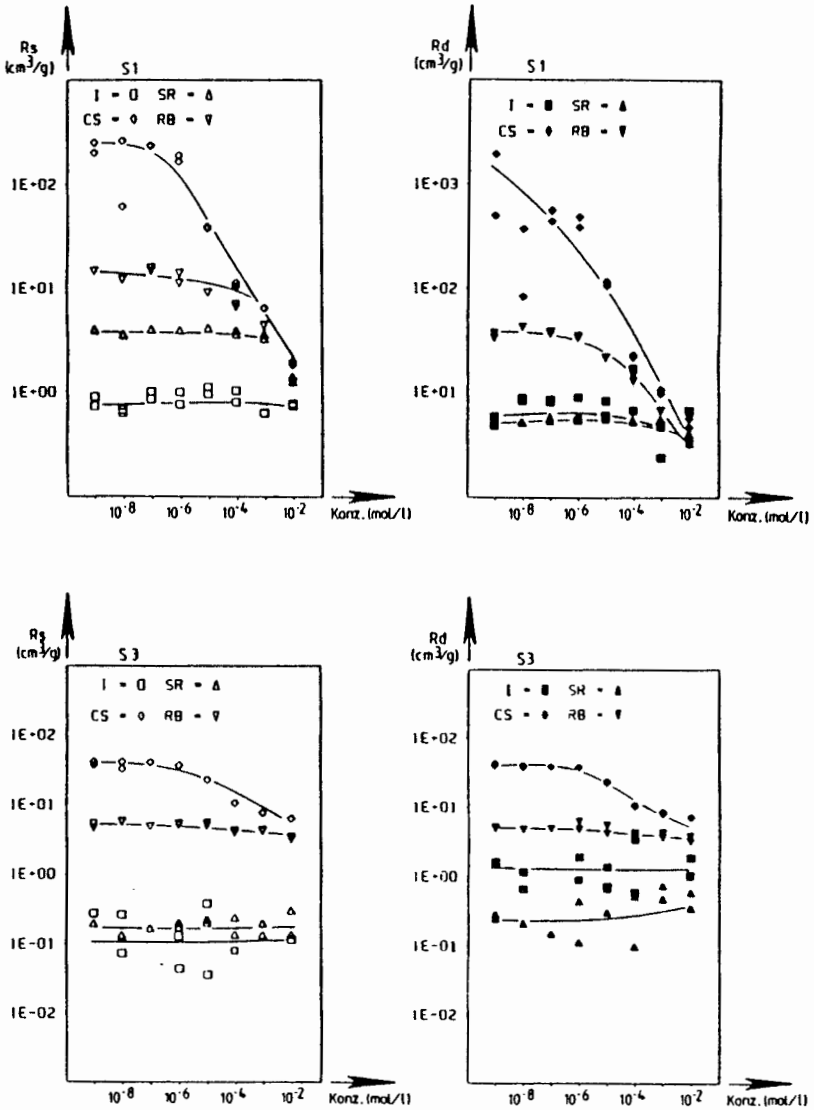 Rs
(cm³/g)
S1
I = □ SR = △
CS = ◇ RB = ▽
1E+02
1E+01
1E+00
10⁻⁸ 10⁻⁶ 10⁻⁴ 10⁻² Konz.(mol/l)
Rd
(cm³/g)
S1
I = ■ SR = ▲
CS = ◆ RB = ▼
1E+03
1E+02
1E+01
10⁻⁸ 10⁻⁶ 10⁻⁴ 10⁻² Konz.(mol/l)
Rs
(cm³/g)
S3
I = □ SR = △
CS = ◇ RB = ▽
1E+02
1E+01
1E+00
1E-01
1E-02
10⁻⁸ 10⁻⁶ 10⁻⁴ 10⁻² Konz.(mol/l)
Rd
(cm³/g)
S3
I = ■ SR = ▲
CS = ◆ RB = ▼
1E+02
1E+01
1E+00
1E-01
1E-02
10⁻⁸ 10⁻⁶ 10⁻⁴ 10⁻² Konz.(mol/l)